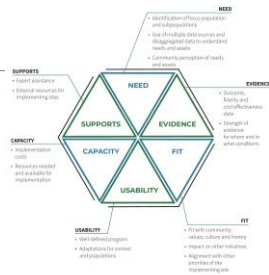 NEED
• Identification of focus population
and subpopulations
• Use of multiple data sources and
disaggregated data to understand
needs and assets
• Community perception of needs
and assets
SUPPORTS
• Expert assistance
• External resources for
implementing sites
EVIDENCE
• Outcome,
fidelity and
cost effectiveness
data
• Strength of
evidence
for whom and in
what conditions
NEED
SUPPORTS
EVIDENCE
CAPACITY
FIT
USABILITY
CAPACITY
• Implementation
costs
• Resources needed
and available for
implementation
USABILITY
• Well-defined program
• Adaptations for context
and populations
FIT
• Fit with community
values, culture and history
• Impact on other initiatives
• Alignment with other
priorities of the
implementing site